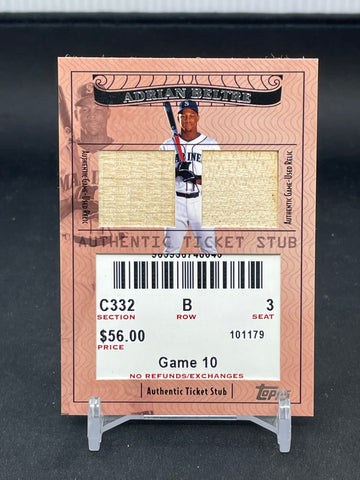 ADRIAN BELTRE
AUTHENTIC GAME-USED RELIC
AUTHENTIC GAME-USED RELIC
AUTHENTIC TICKET STUB
C332 B 3
SECTION ROW SEAT
$56.00 101179
PRICE
Game 10
NO REFUNDS/EXCHANGES
Authentic Ticket Stub
Topps